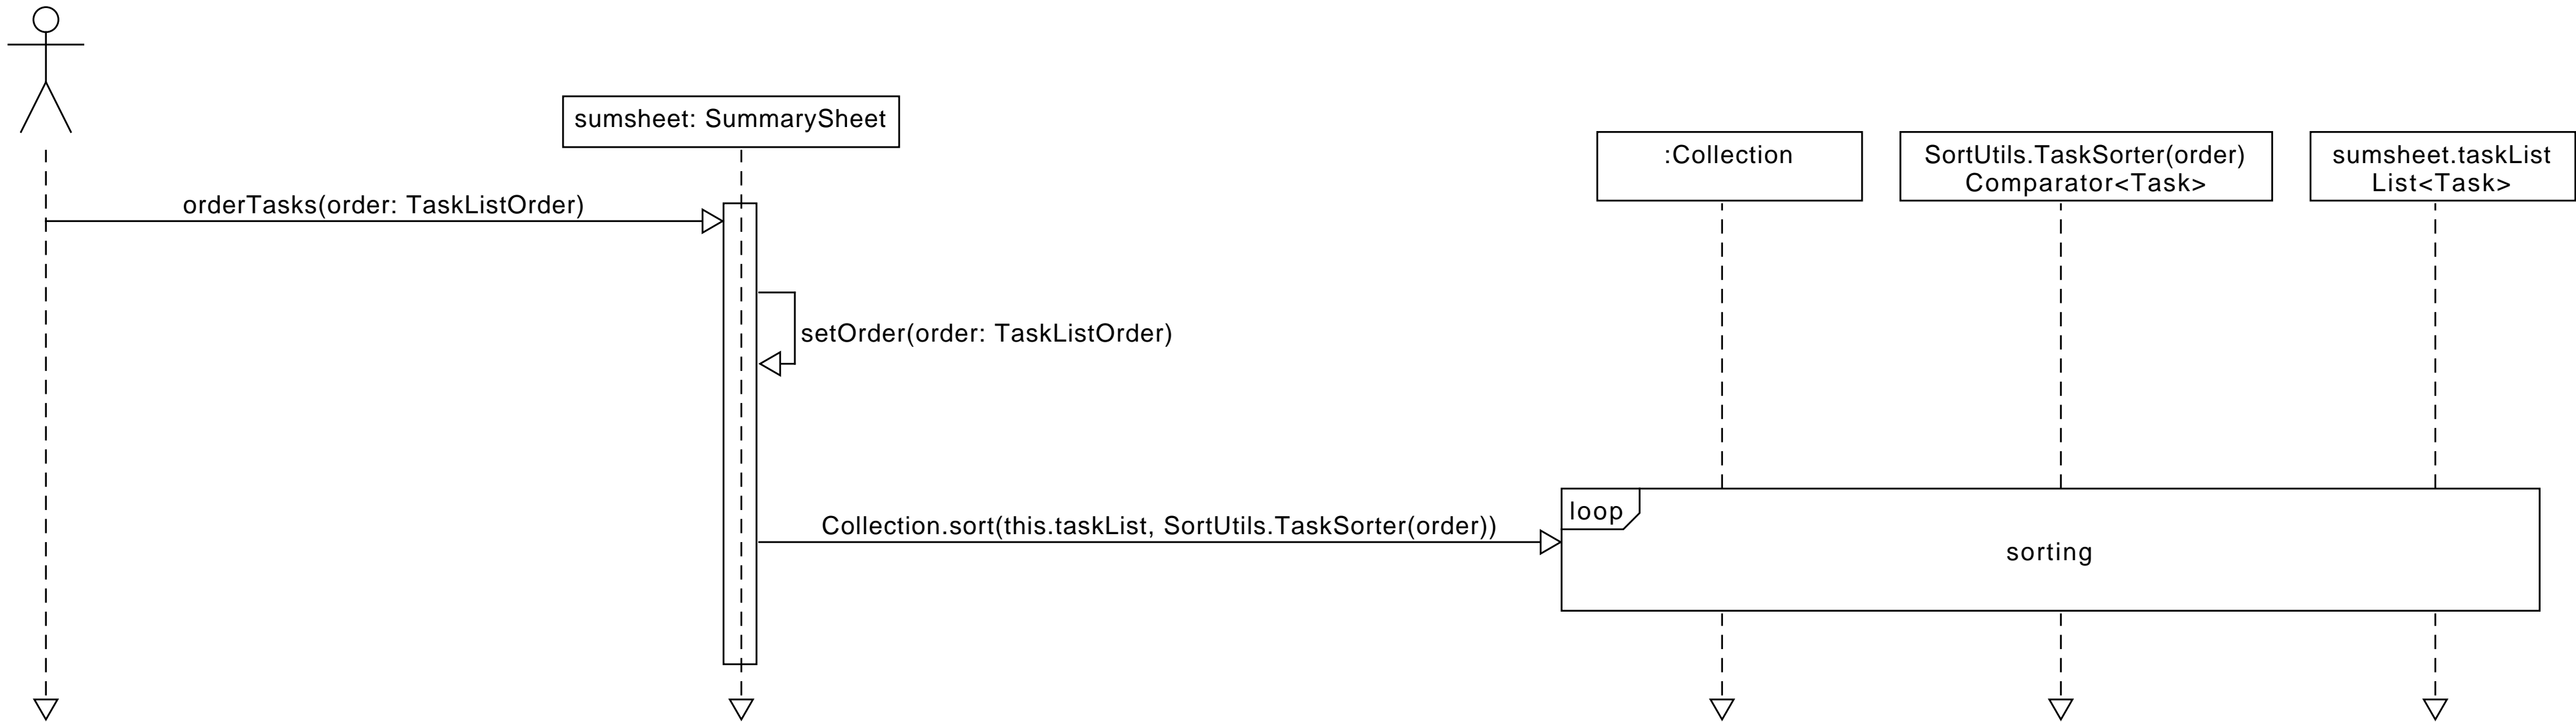 sumsheet: SummarySheet
:Collection
SortUtils.TaskSorter(order)
Comparator<Task>
sumsheet.taskList
List<Task>
orderTasks(order: TaskListOrder)
setOrder(order: TaskListOrder)
Collection.sort(this.taskList, SortUtils.TaskSorter(order))
loop
sorting